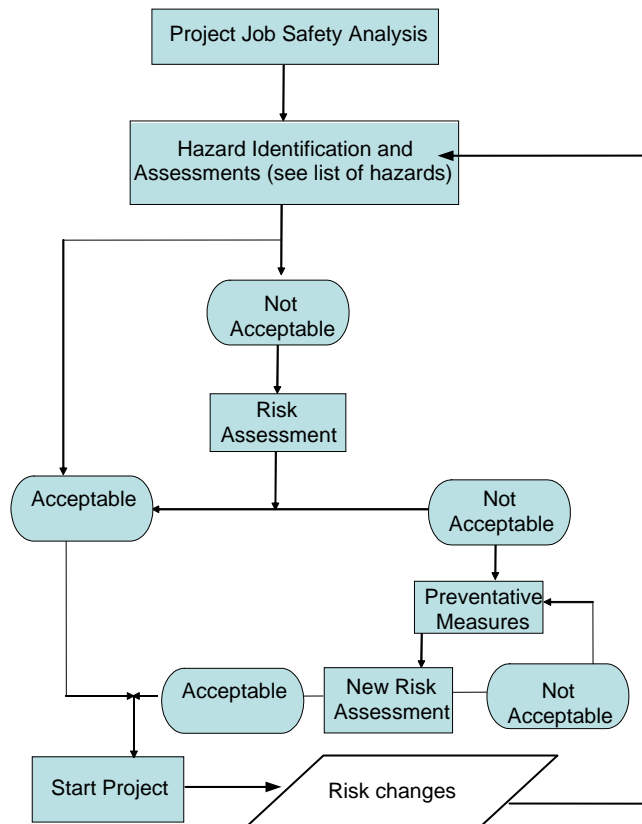 Project Job Safety Analysis
Hazard Identification and
Assessments (see list of hazards)
Not
Acceptable
Risk
Assessment
Acceptable
Not
Acceptable
Preventative
Measures
Acceptable
New Risk
Assessment
Not
Acceptable
Start Project
Risk changes